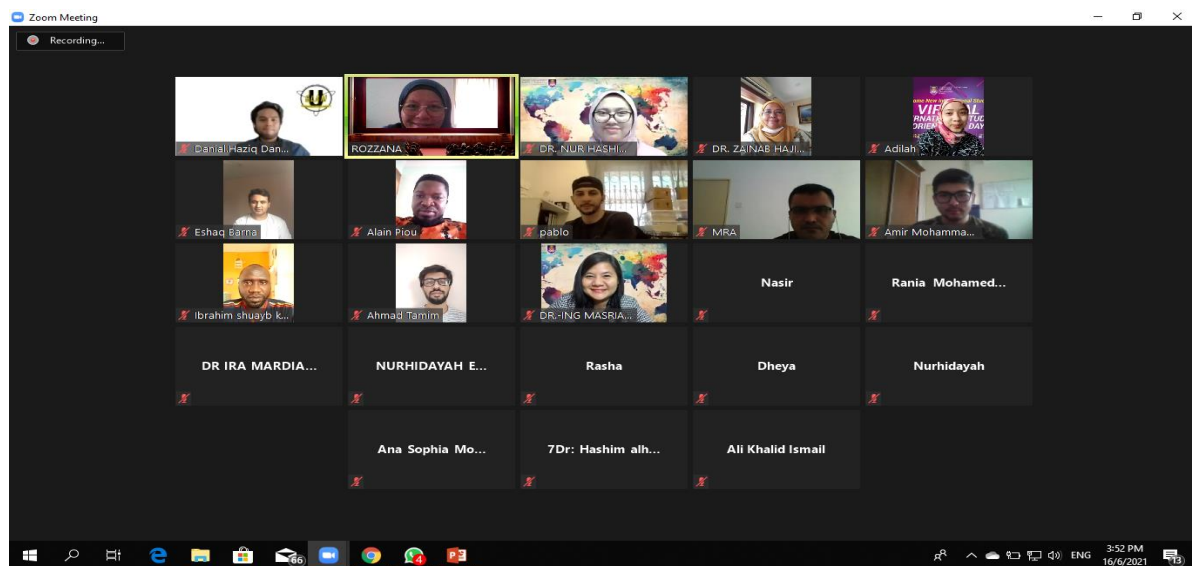 Zoom Meeting
Recording...
Danial Haziq Dan...
ROZZANA
DR. NUR HASHI...
DR. ZAINAB HAJI...
Adilah
Eshaq Barna
Alain Piou
pablo
MRA
Amir Mohamma...
Ibrahim shuayb k...
Ahmad Tamim
DR.-ING MASRIA...
Nasir
Rania Mohamed...
DR IRA MARDIA...
NURHIDAYAH E...
Rasha
Dheya
Nurhidayah
Ana Sophia Mo...
7Dr: Hashim alh...
Ali Khalid Ismail
66
4
ENG
3:52 PM
16/6/2021
13